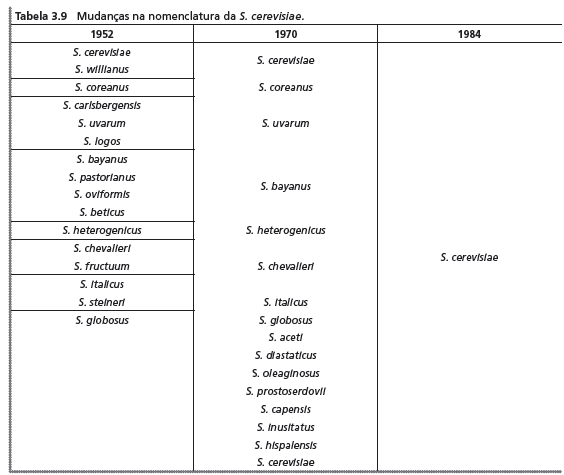 Tabela 3.9 Mudanças na nomenclatura da S. cerevisiae.
1952 1970 1984
S. cerevisiae
S. willianus
S. coreanus
S. carlsbergensis
S. uvarum
S. logos
S. bayanus
S. pastorianus
S. oviformis
S. beticus
S. heterogenicus
S. chevalieri
S. fructuum
S. italicus
S. steineri
S. globosus
S. cerevisiae
S. coreanus
S. uvarum
S. bayanus
S. heterogenicus
S. chevalieri
S. italicus
S. globosus
S. aceti
S. diastaticus
S. oleaginosus
S. prostoserdovii
S. capensis
S. inusitatus
S. hispalensis
S. cerevisiae
S. cerevisiae